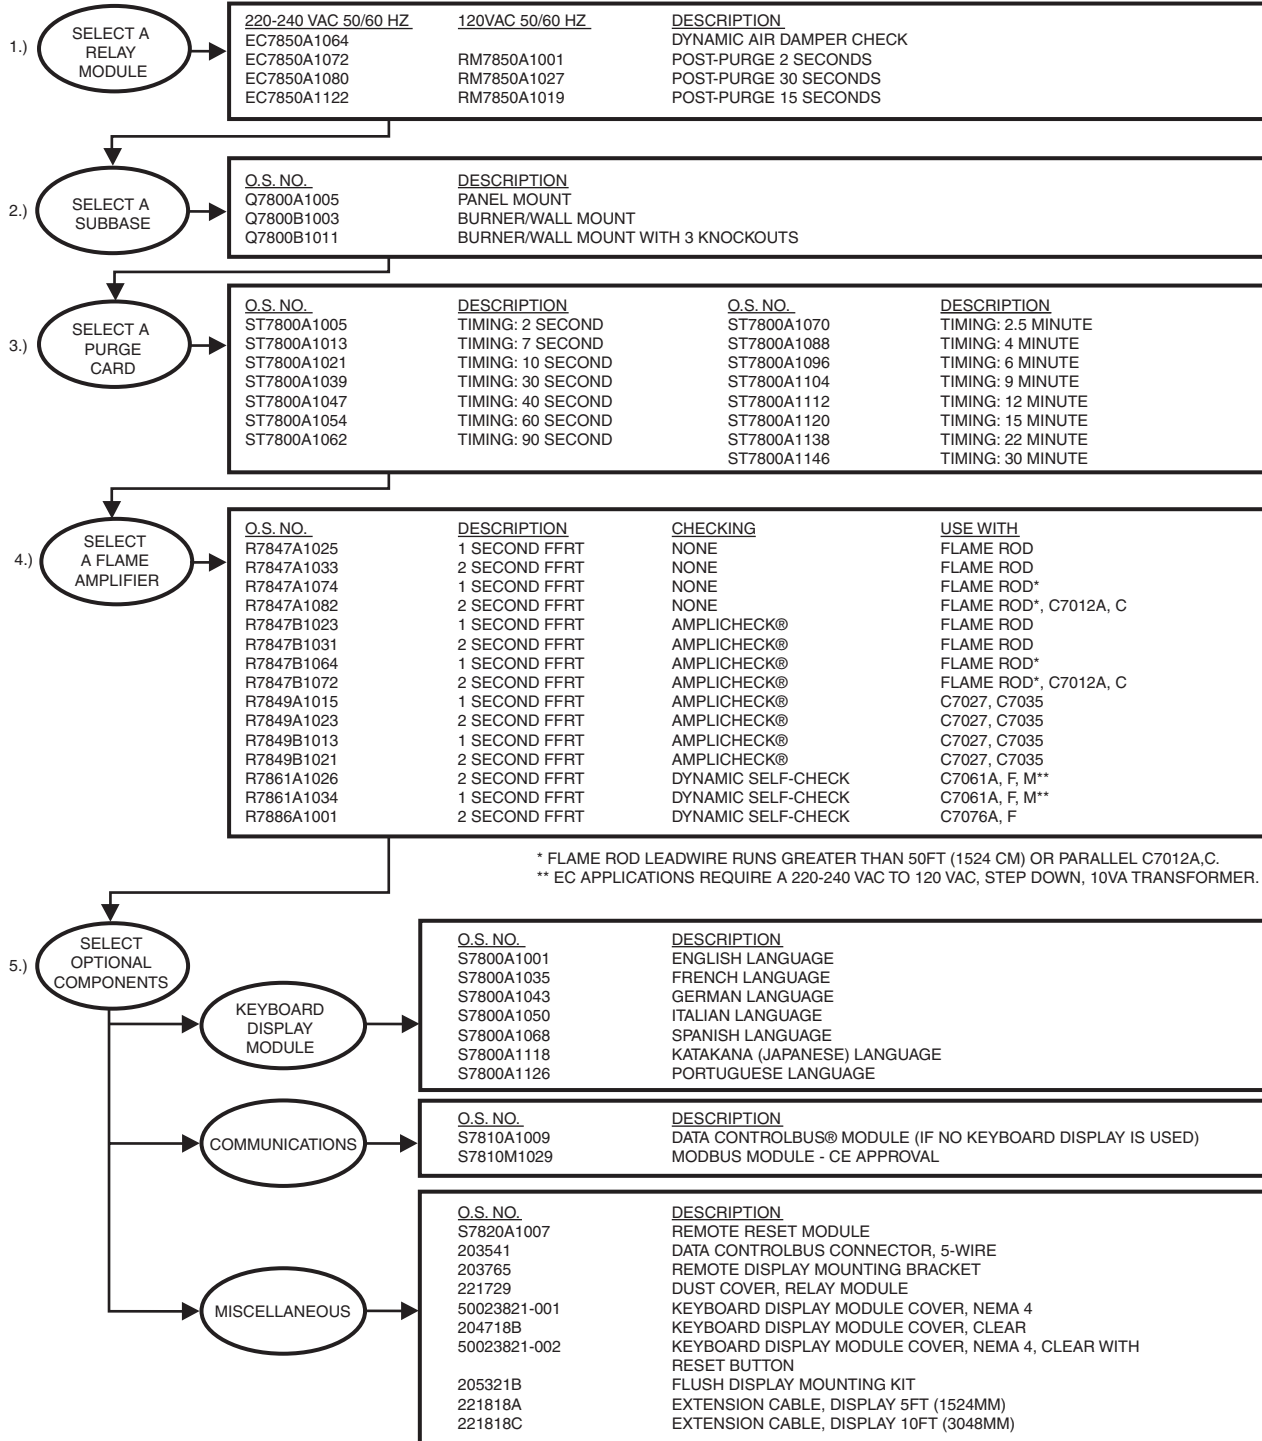 1.)
SELECT A
RELAY
MODULE
220-240 VAC 50/60 HZ 120VAC 50/60 HZ DESCRIPTION
EC7850A1064 DYNAMIC AIR DAMPER CHECK
EC7850A1072 RM7850A1001 POST-PURGE 2 SECONDS
EC7850A1080 RM7850A1027 POST-PURGE 30 SECONDS
EC7850A1122 RM7850A1019 POST-PURGE 15 SECONDS
2.)
SELECT A
SUBBASE
O.S. NO. DESCRIPTION
Q7800A1005 PANEL MOUNT
Q7800B1003 BURNER/WALL MOUNT
Q7800B1011 BURNER/WALL MOUNT WITH 3 KNOCKOUTS
3.)
SELECT A
PURGE
CARD
O.S. NO. DESCRIPTION O.S. NO. DESCRIPTION
ST7800A1005 TIMING: 2 SECOND ST7800A1070 TIMING: 2.5 MINUTE
ST7800A1013 TIMING: 7 SECOND ST7800A1088 TIMING: 4 MINUTE
ST7800A1021 TIMING: 10 SECOND ST7800A1096 TIMING: 6 MINUTE
ST7800A1039 TIMING: 30 SECOND ST7800A1104 TIMING: 9 MINUTE
ST7800A1047 TIMING: 40 SECOND ST7800A1112 TIMING: 12 MINUTE
ST7800A1054 TIMING: 60 SECOND ST7800A1120 TIMING: 15 MINUTE
ST7800A1062 TIMING: 90 SECOND ST7800A1138 TIMING: 22 MINUTE
ST7800A1146 TIMING: 30 MINUTE
4.)
SELECT
A FLAME
AMPLIFIER
O.S. NO. DESCRIPTION CHECKING USE WITH
R7847A1025 1 SECOND FFRT NONE FLAME ROD
R7847A1033 2 SECOND FFRT NONE FLAME ROD
R7847A1074 1 SECOND FFRT NONE FLAME ROD*
R7847A1082 2 SECOND FFRT NONE FLAME ROD*, C7012A, C
R7847B1023 1 SECOND FFRT AMPLICHECK® FLAME ROD
R7847B1031 2 SECOND FFRT AMPLICHECK® FLAME ROD
R7847B1064 1 SECOND FFRT AMPLICHECK® FLAME ROD*
R7847B1072 2 SECOND FFRT AMPLICHECK® FLAME ROD*, C7012A, C
R7849A1015 1 SECOND FFRT AMPLICHECK® C7027, C7035
R7849A1023 2 SECOND FFRT AMPLICHECK® C7027, C7035
R7849B1013 1 SECOND FFRT AMPLICHECK® C7027, C7035
R7849B1021 2 SECOND FFRT AMPLICHECK® C7027, C7035
R7861A1026 2 SECOND FFRT DYNAMIC SELF-CHECK C7061A, F, M**
R7861A1034 1 SECOND FFRT DYNAMIC SELF-CHECK C7061A, F, M**
R7886A1001 2 SECOND FFRT DYNAMIC SELF-CHECK C7076A, F
* FLAME ROD LEADWIRE RUNS GREATER THAN 50FT (1524 CM) OR PARALLEL C7012A,C.
** EC APPLICATIONS REQUIRE A 220-240 VAC TO 120 VAC, STEP DOWN, 10VA TRANSFORMER.
5.)
SELECT
OPTIONAL
COMPONENTS
KEYBOARD
DISPLAY
MODULE
O.S. NO. DESCRIPTION
S7800A1001 ENGLISH LANGUAGE
S7800A1035 FRENCH LANGUAGE
S7800A1043 GERMAN LANGUAGE
S7800A1050 ITALIAN LANGUAGE
S7800A1068 SPANISH LANGUAGE
S7800A1118 KATAKANA (JAPANESE) LANGUAGE
S7800A1126 PORTUGUESE LANGUAGE
COMMUNICATIONS
O.S. NO. DESCRIPTION
S7810A1009 DATA CONTROLBUS® MODULE (IF NO KEYBOARD DISPLAY IS USED)
S7810M1029 MODBUS MODULE - CE APPROVAL
MISCELLANEOUS
O.S. NO. DESCRIPTION
S7820A1007 REMOTE RESET MODULE
203541 DATA CONTROLBUS CONNECTOR, 5-WIRE
203765 REMOTE DISPLAY MOUNTING BRACKET
221729 DUST COVER, RELAY MODULE
50023821-001 KEYBOARD DISPLAY MODULE COVER, NEMA 4
204718B KEYBOARD DISPLAY MODULE COVER, CLEAR
50023821-002 KEYBOARD DISPLAY MODULE COVER, NEMA 4, CLEAR WITH
RESET BUTTON
205321B FLUSH DISPLAY MOUNTING KIT
221818A EXTENSION CABLE, DISPLAY 5FT (1524MM)
221818C EXTENSION CABLE, DISPLAY 10FT (3048MM)